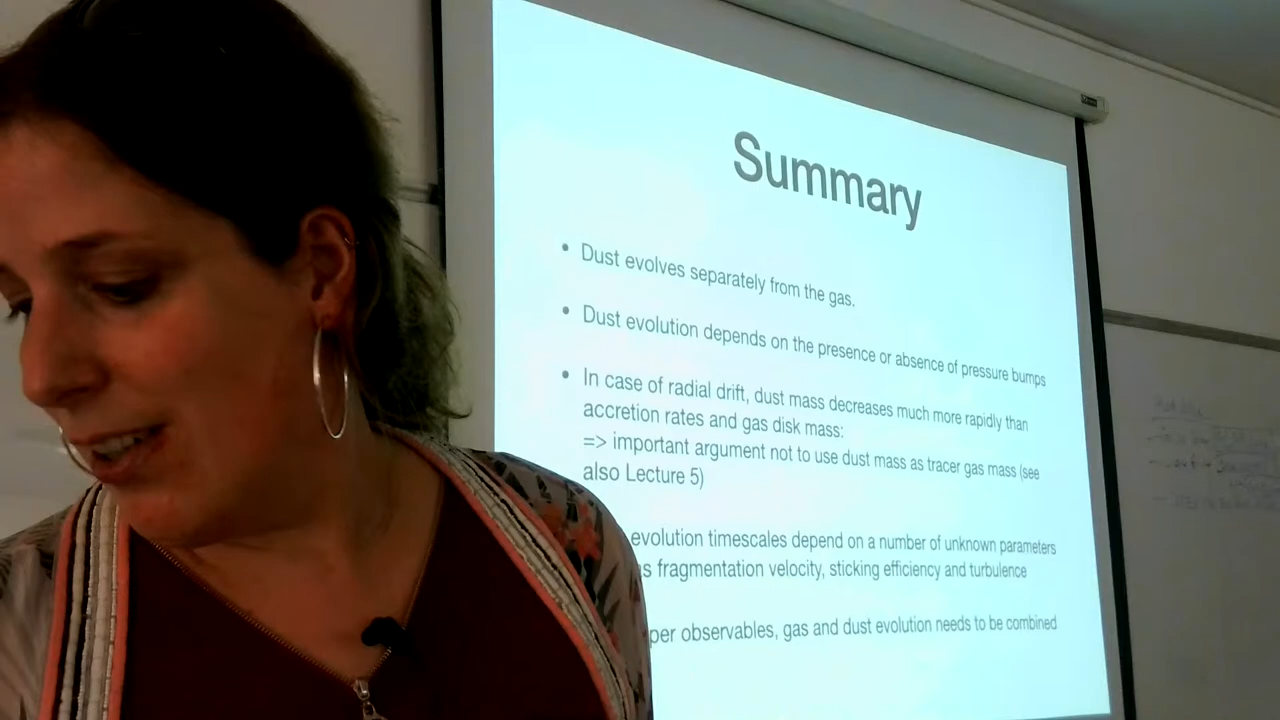 Summary
• Dust evolves separately from the gas.
• Dust evolution depends on the presence or absence of pressure bumps
• In case of radial drift, dust mass decreases much more rapidly than
accretion rates and gas disk mass:
=> important argument not to use dust mass as tracer gas mass (see
also Lecture 5)
evolution timescales depend on a number of unknown parameters
fragmentation velocity, sticking efficiency and turbulence
observables, gas and dust evolution needs to be combined